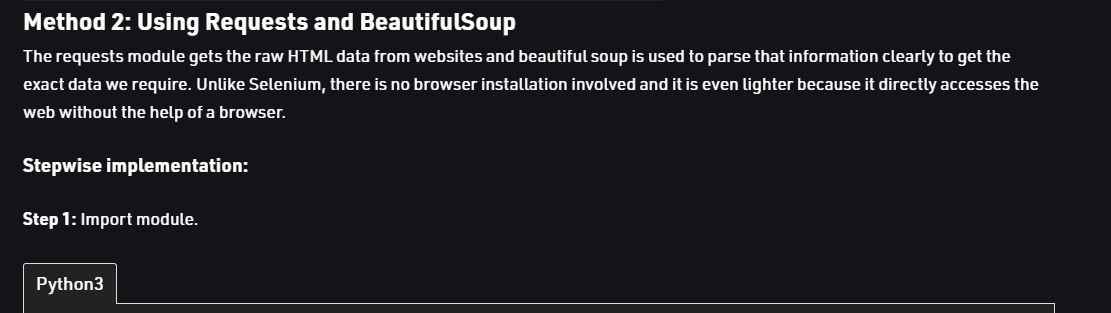 Method 2: Using Requests and BeautifulSoup
The requests module gets the raw HTML data from websites and beautiful soup is used to parse that information clearly to get the
exact data we require. Unlike Selenium, there is no browser installation involved and it is even lighter because it directly accesses the
web without the help of a browser.
Stepwise implementation:
Step 1: Import module.
Python3